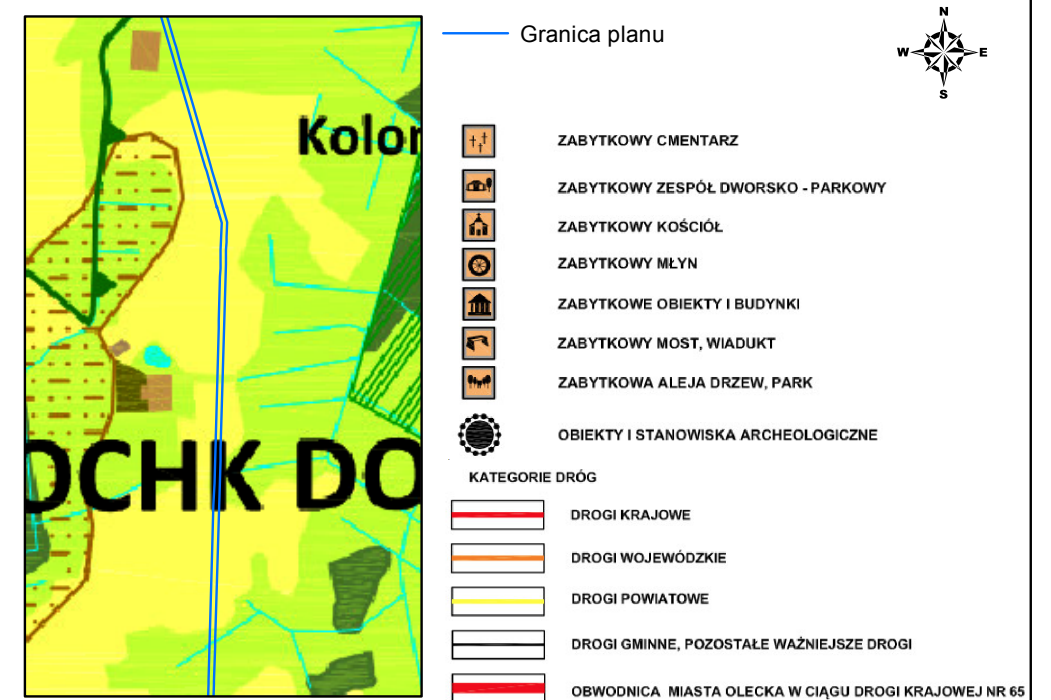 Kolon
OCHK DO
Granica planu
N
W E
S
ZABYTKOWY CMENTARZ
ZABYTKOWY ZESPÓŁ DWORSKO - PARKOWY
ZABYTKOWY KOŚCIÓŁ
ZABYTKOWY MŁYN
ZABYTKOWE OBIEKTY I BUDYNKI
ZABYTKOWY MOST, WIADUKT
ZABYTKOWA ALEJA DRZEW, PARK
OBIEKTY I STANOWISKA ARCHEOLOGICZNE
KATEGORIE DRÓG
DROGI KRAJOWE
DROGI WOJEWÓDZKIE
DROGI POWIATOWE
DROGI GMINNE, POZOSTAŁE WAŻNIEJSZE DROGI
OBWODNICA MIASTA OLECKA W CIĄGU DROGI KRAJOWEJ NR 65